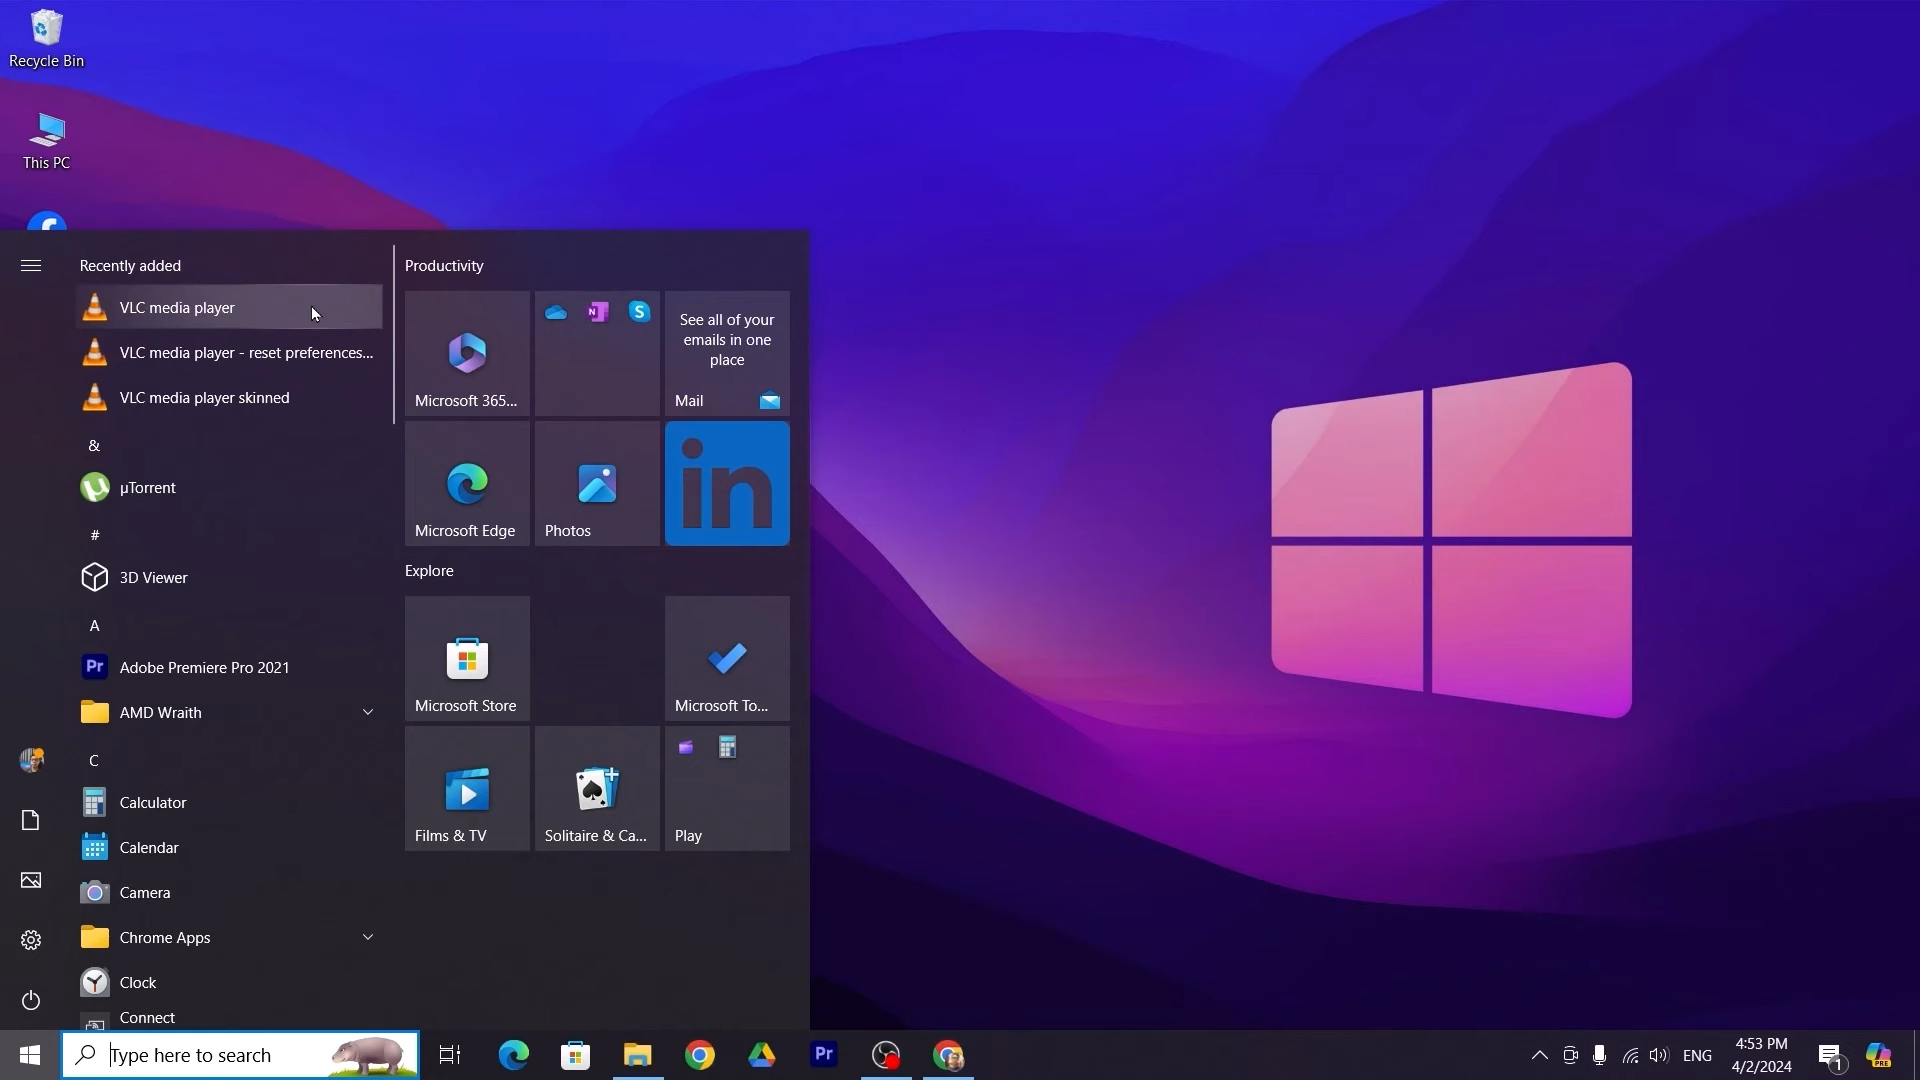 Recycle Bin
This PC
Recently added
VLC media player
VLC media player - reset preferences...
VLC media player skinned
&
µTorrent
#
3D Viewer
A
Pr
Adobe Premiere Pro 2021
AMD Wraith
C
Calculator
Calendar
Camera
Chrome Apps
Clock
Connect
Productivity
Microsoft 365...
N
S
See all of your
emails in one
place
Mail
Microsoft Edge
Photos
in
Explore
Microsoft Store
Microsoft To...
Films & TV
Solitaire & Ca...
Play
Type here to search
Pr
ENG
4:53 PM
4/2/2024
1
PRE